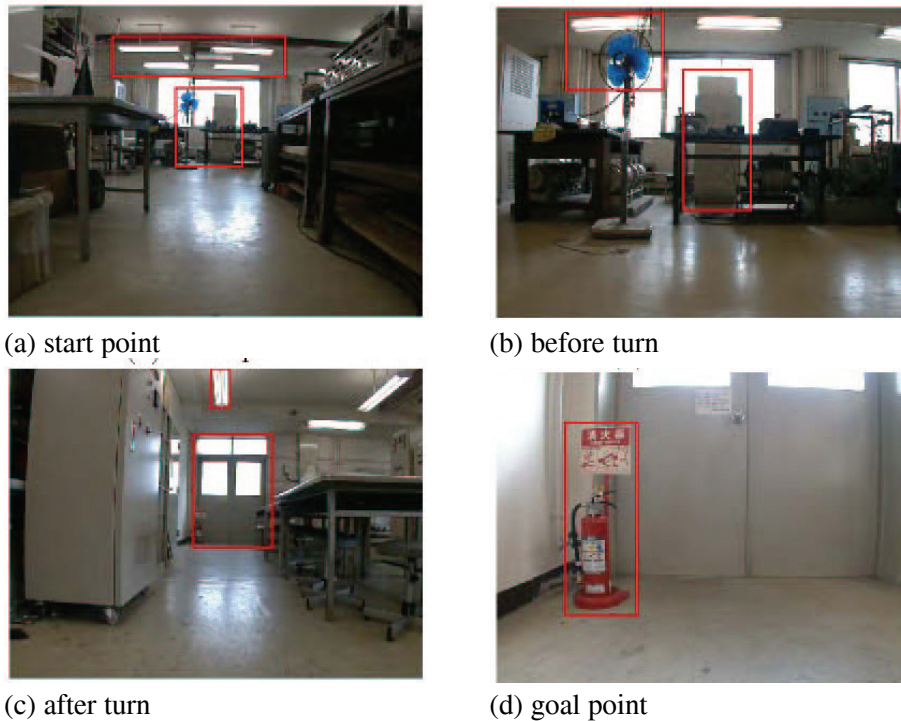 (a) start point
(b) before turn
消火器
(c) after turn
(d) goal point